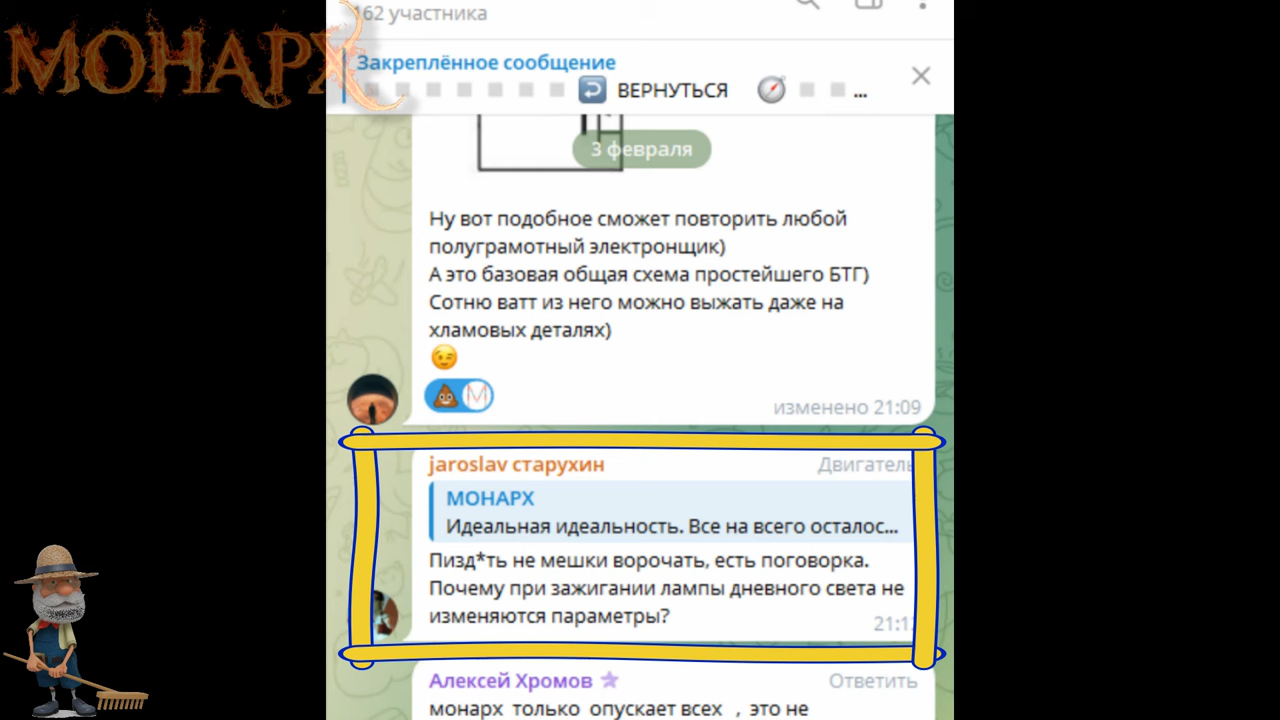 МОНАРХ
162 участника
Закреплённое сообщение
ВЕРНУТЬСЯ ...
3 февраля
Ну вот подобное сможет повторить любой
полуграмотный электронщик)
А это базовая общая схема простейшего БТГ)
Сотню ватт из него можно выжать даже на
хламовых деталях)
изменено 21:09
jaroslav старухин Двигатель
МОНАРХ
Идеальная идеальность. Все на всего осталос...
Пизд*ть не мешки ворочать, есть поговорка.
Почему при зажигании лампы дневного света не
изменяются параметры?
Алексей Хромов Ответить
монарх только опускает всех , это не